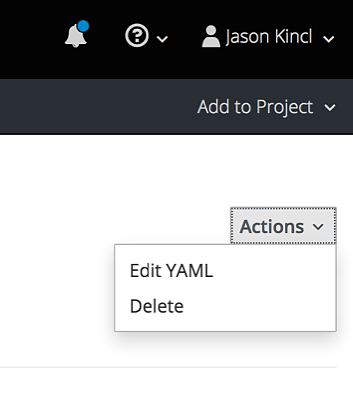 Jason Kincl
Add to Project
Actions
Edit YAML
Delete